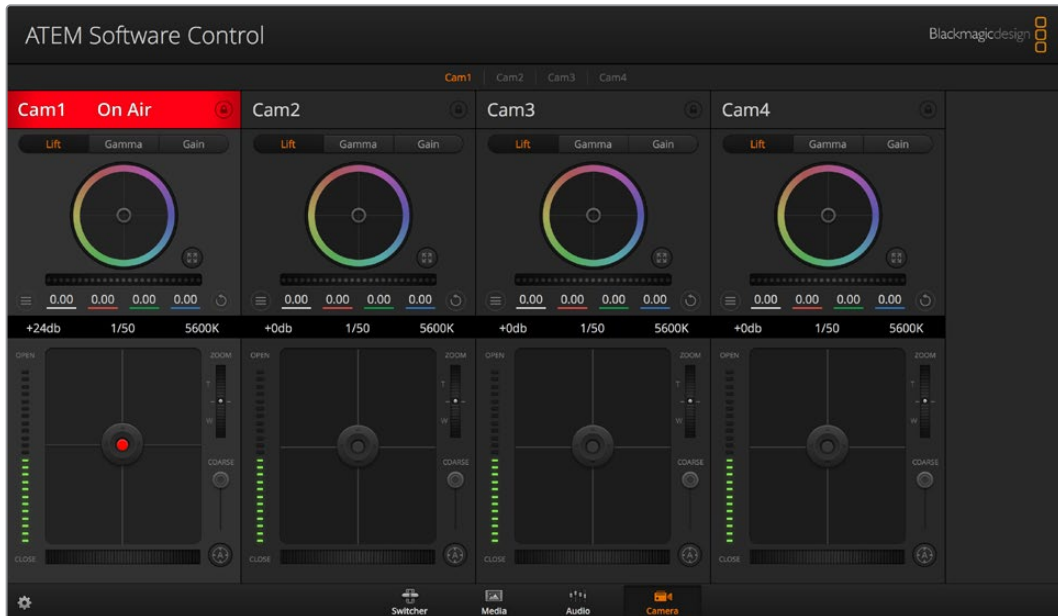 ATEM Software Control
Blackmagicdesign
Cam1 Cam2 Cam3 Cam4
Cam1 On Air Cam2 Cam3 Cam4
Lift Gamma Gain Lift Gamma Gain Lift Gamma Gain Lift Gamma Gain
0.00 0.00 0.00 0.00 0.00 0.00 0.00 0.00 0.00 0.00 0.00 0.00 0.00 0.00 0.00 0.00
+24db 1/50 5600K +0db 1/50 5600K +0db 1/50 5600K +0db 1/50 5600K
OPEN ZOOM OPEN ZOOM OPEN ZOOM OPEN ZOOM
T T T T
W W W W
COARSE COARSE COARSE COARSE
CLOSE A CLOSE A CLOSE A CLOSE A
Switcher Media Audio Camera